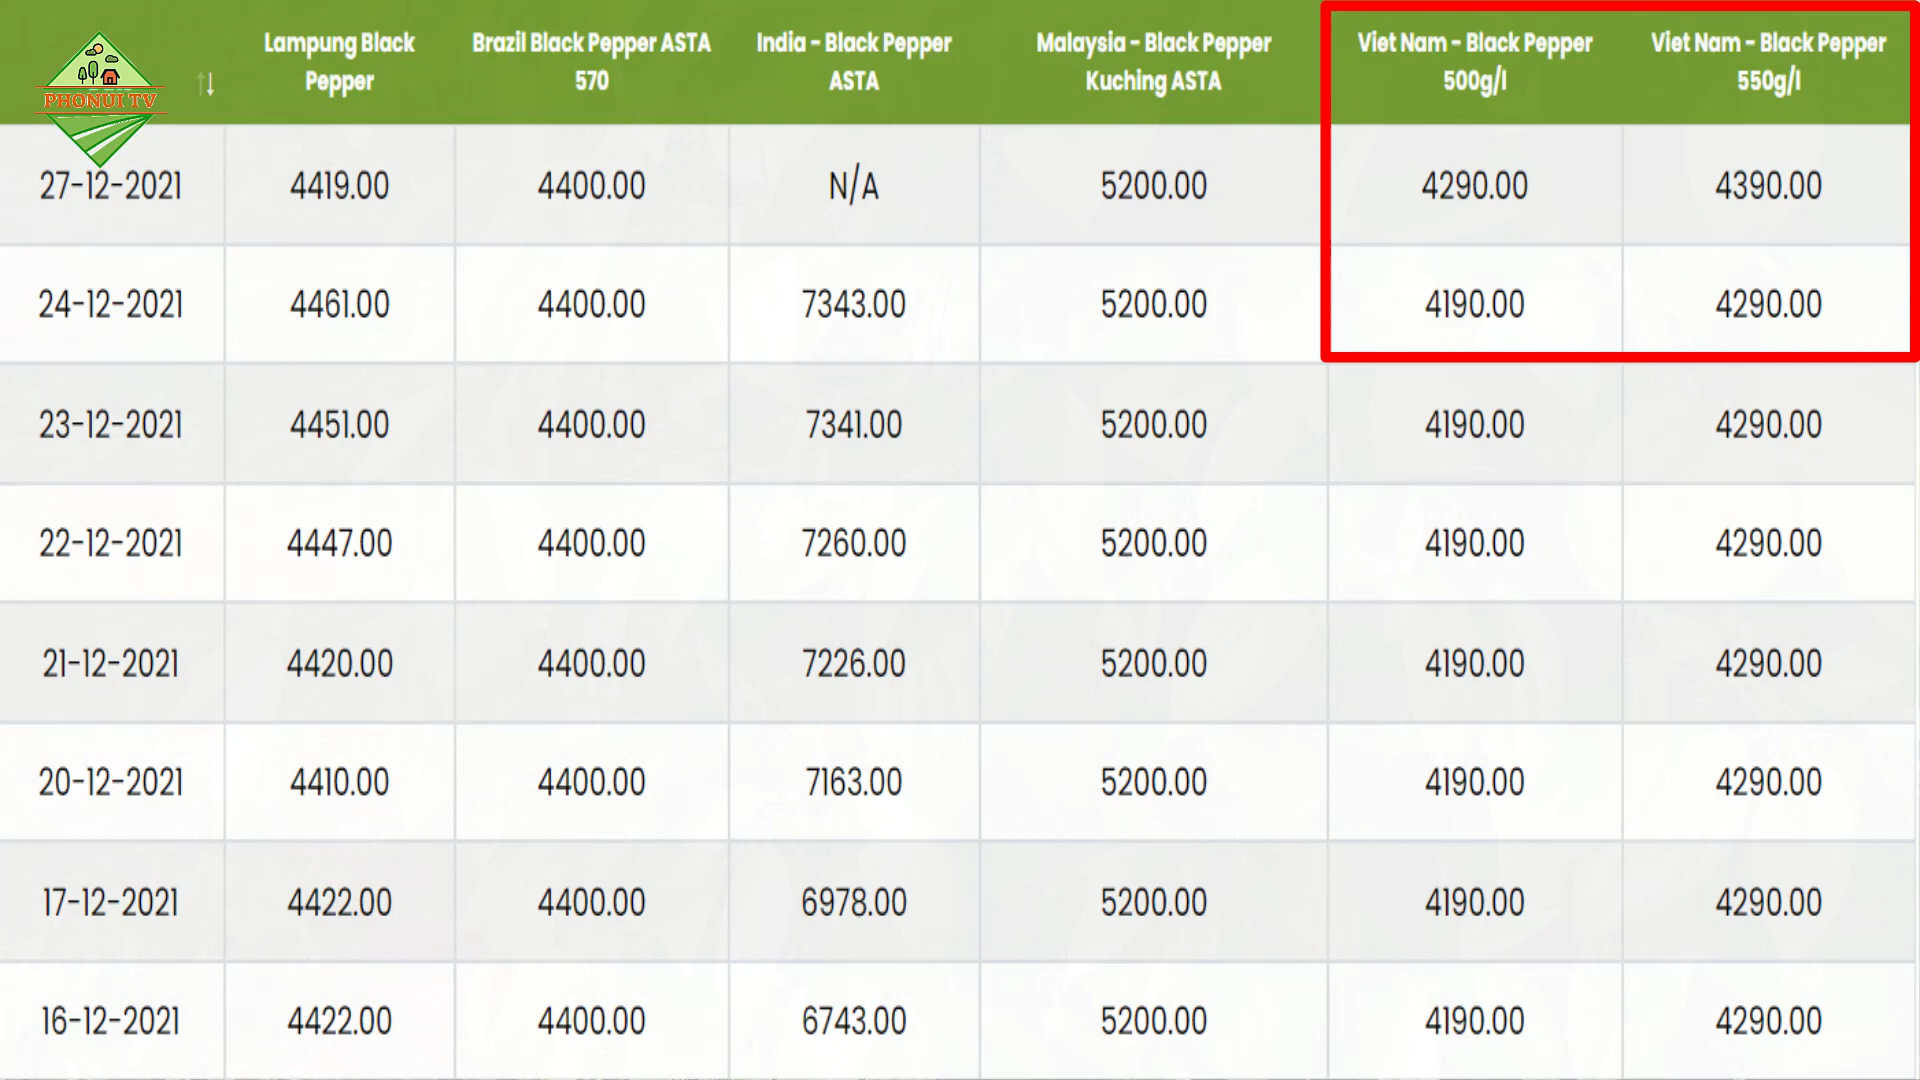 PHONUI TV
Lampung Black Pepper
Brazil Black Pepper ASTA 570
India - Black Pepper ASTA
Malaysia - Black Pepper Kuching ASTA
Viet Nam - Black Pepper 500g/l
Viet Nam - Black Pepper 550g/l
27-12-2021 4419.00 4400.00 N/A 5200.00 4290.00 4390.00
24-12-2021 4461.00 4400.00 7343.00 5200.00 4190.00 4290.00
23-12-2021 4451.00 4400.00 7341.00 5200.00 4190.00 4290.00
22-12-2021 4447.00 4400.00 7260.00 5200.00 4190.00 4290.00
21-12-2021 4420.00 4400.00 7226.00 5200.00 4190.00 4290.00
20-12-2021 4410.00 4400.00 7163.00 5200.00 4190.00 4290.00
17-12-2021 4422.00 4400.00 6978.00 5200.00 4190.00 4290.00
16-12-2021 4422.00 4400.00 6743.00 5200.00 4190.00 4290.00